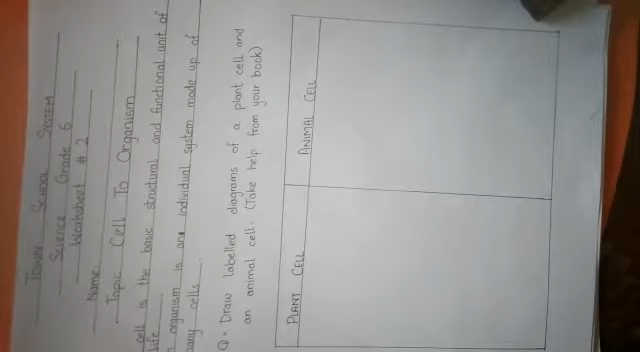 TOWN SCHOOL SYSTEM
Science Grade 6
Worksheet # 2
Name
Topic Cell To Organism
cell is the basic structural and functional unit of
life.
organism is an individual system made up of
many cells.
Q. Draw labelled diagrams of a plant cell and
an animal cell. (Take help from your book)
PLANT CELL
ANIMAL CELL